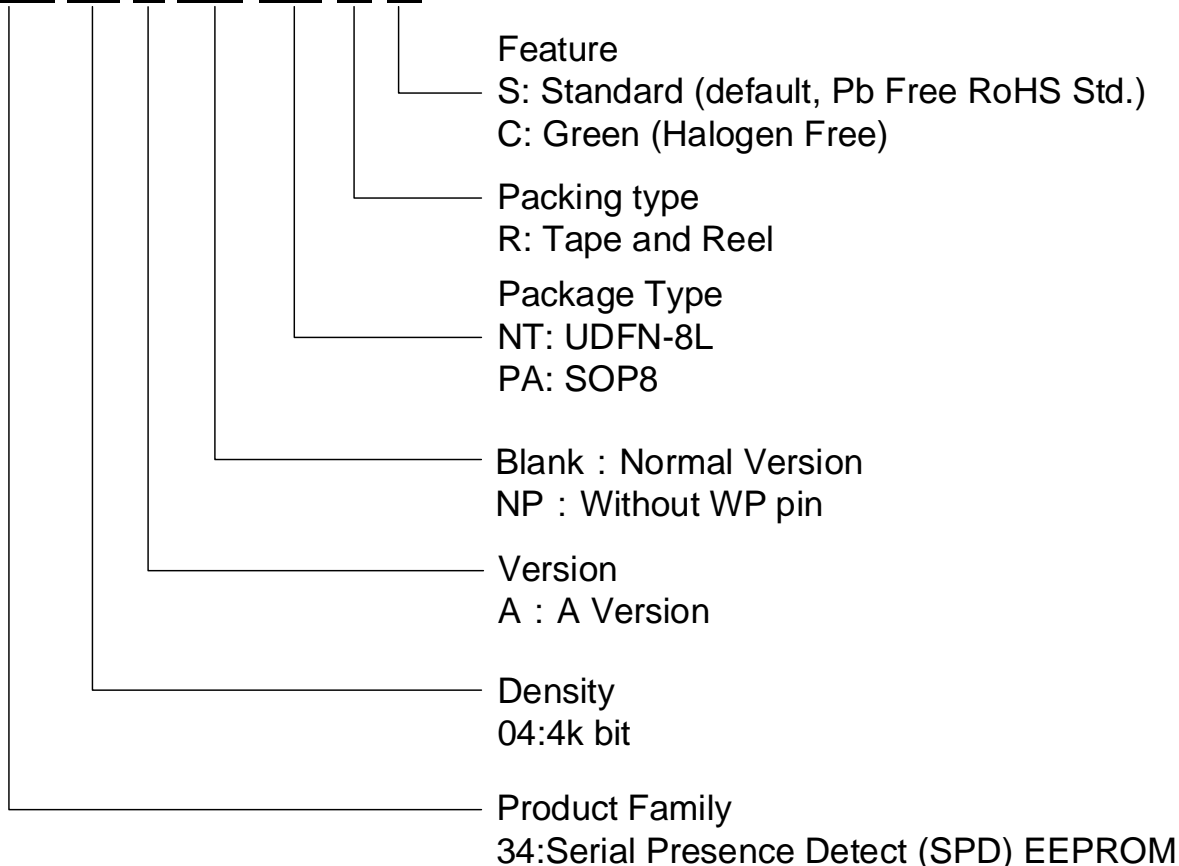 Feature
S: Standard (default, Pb Free RoHS Std.)
C: Green (Halogen Free)
Packing type
R: Tape and Reel
Package Type
NT: UDFN-8L
PA: SOP8
Blank：Normal Version
NP：Without WP pin
Version
A：A Version
Density
04:4k bit
Product Family
34:Serial Presence Detect (SPD) EEPROM